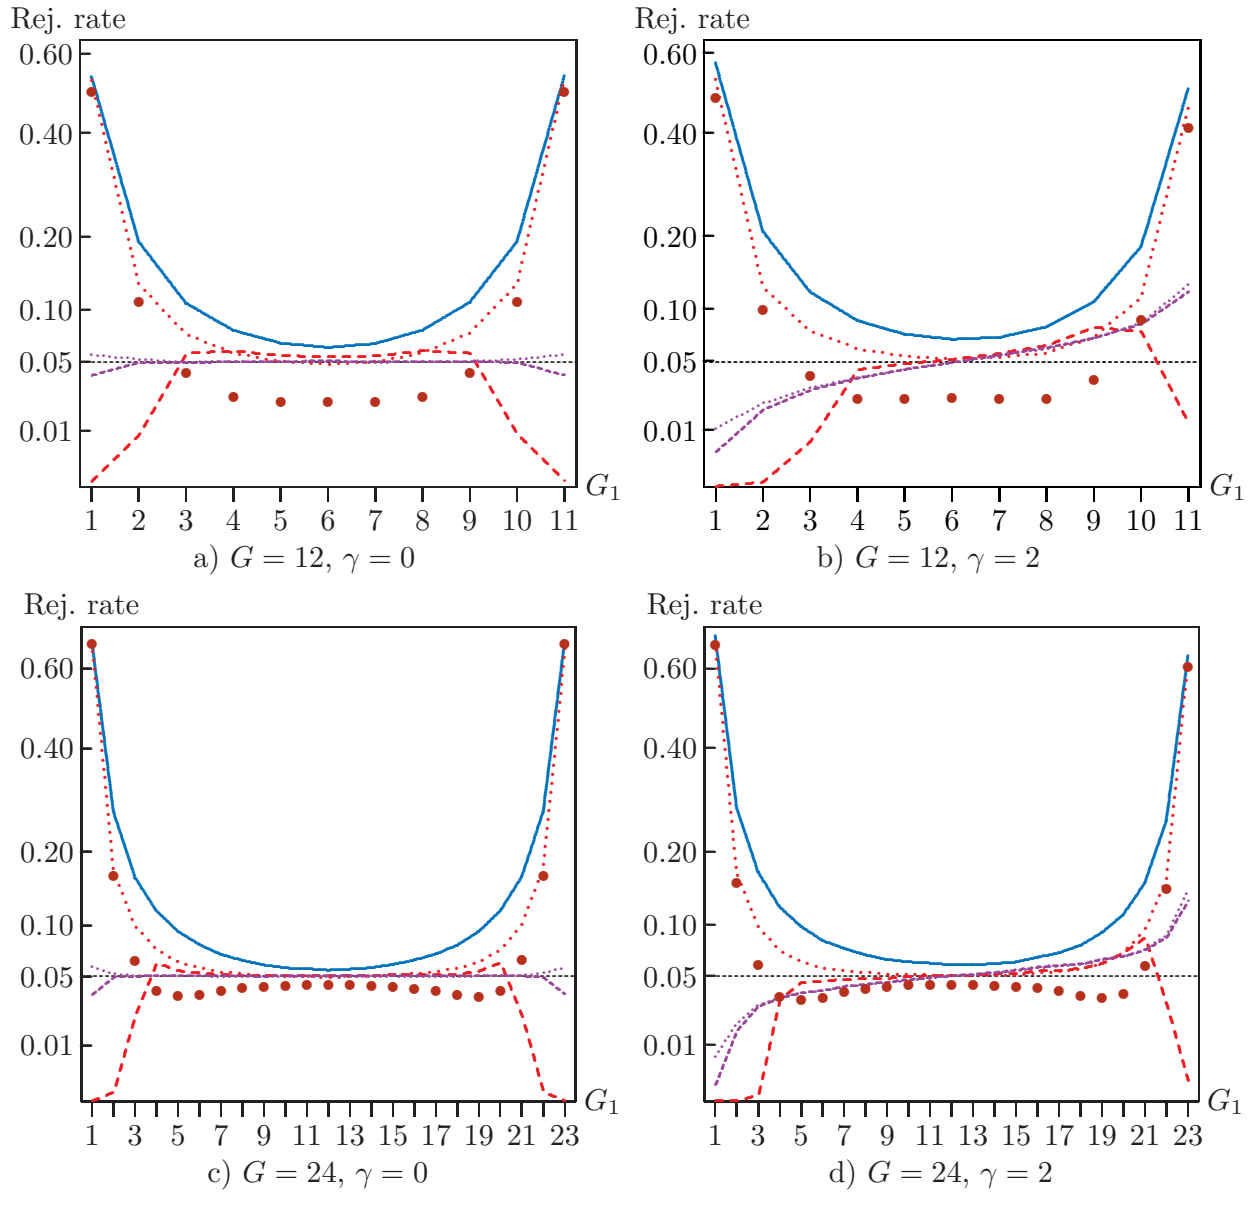 Rej. rate
0.60
0.40
0.20
0.10
0.05
0.01
G₁
1 2 3 4 5 6 7 8 9 10 11
a) G = 12, γ = 0
Rej. rate
0.60
0.40
0.20
0.10
0.05
0.01
G₁
1 2 3 4 5 6 7 8 9 10 11
b) G = 12, γ = 2
Rej. rate
0.60
0.40
0.20
0.10
0.05
0.01
G₁
1 3 5 7 9 11 13 15 17 19 21 23
c) G = 24, γ = 0
Rej. rate
0.60
0.40
0.20
0.10
0.05
0.01
G₁
1 3 5 7 9 11 13 15 17 19 21 23
d) G = 24, γ = 2